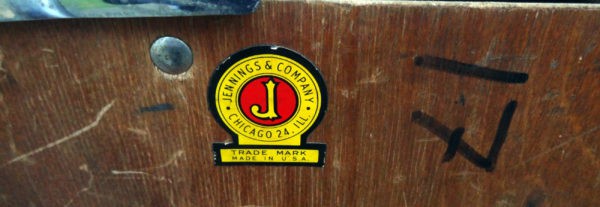 JENNINGS & COMPANY
J
CHICAGO 24, ILL.
TRADE MARK
MADE IN U.S.A.